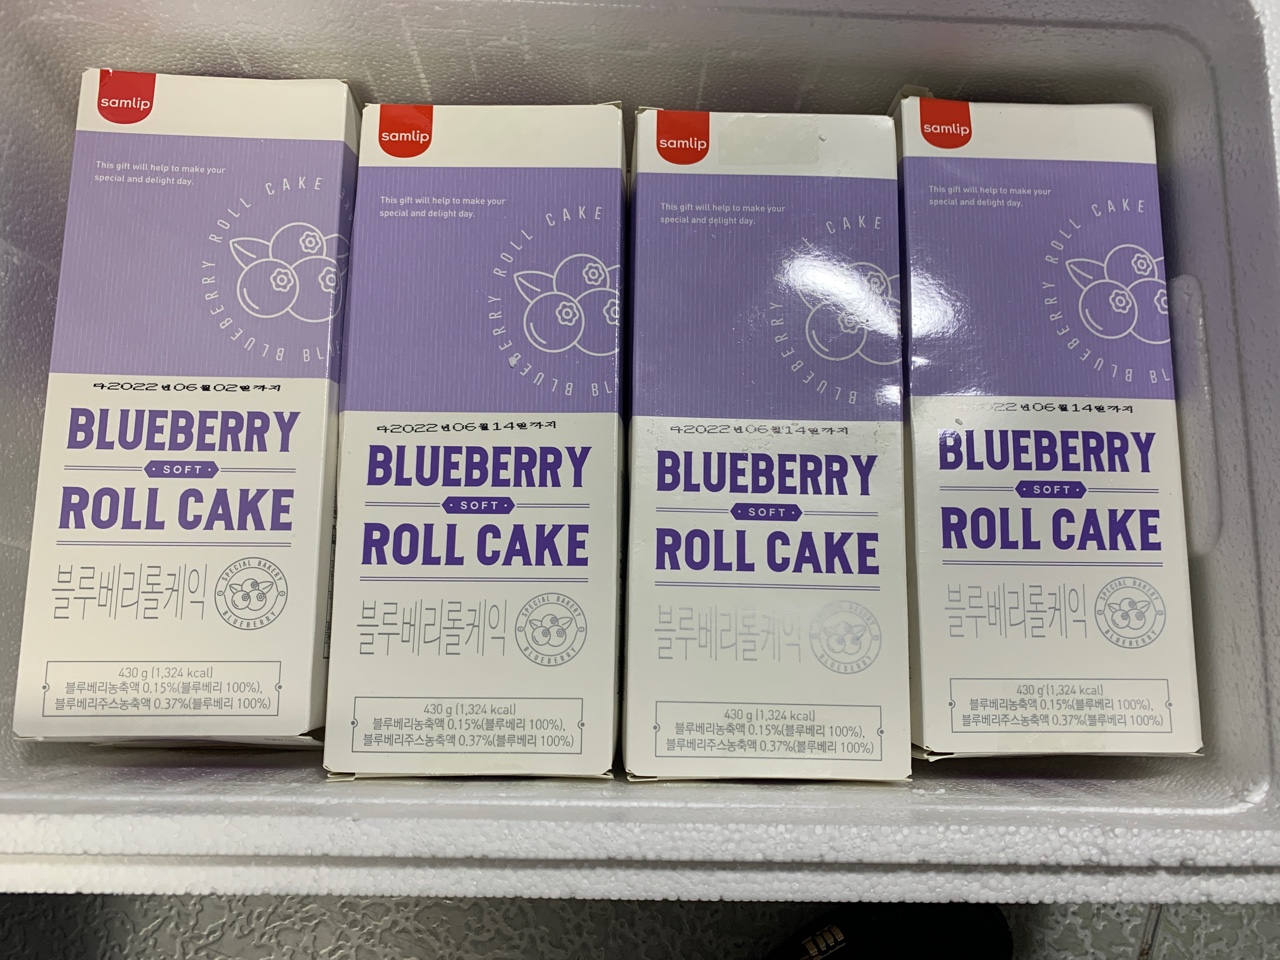 samlip
This gift will help to make your
special and delight day.
BLUEBERRY ROLL CAKE
2022년06월02일까지
BLUEBERRY
SOFT
ROLL CAKE
블루베리롤케익
SPECIAL BAKERY
BLUEBERRY
430 g (1,324 kcal)
블루베리농축액 0.15%(블루베리 100%),
블루베리주스농축액 0.37%(블루베리 100%)
samlip
This gift will help to make your
special and delight day.
BLUEBERRY ROLL CAKE
2022년06월14일까지
BLUEBERRY
SOFT
ROLL CAKE
블루베리롤케익
SPECIAL BAKERY
BLUEBERRY
430 g (1,324 kcal)
블루베리농축액 0.15%(블루베리 100%),
블루베리주스농축액 0.37%(블루베리 100%)
samlip
This gift will help to make your
special and delight day.
BLUEBERRY ROLL CAKE
2022년06월14일까지
BLUEBERRY
SOFT
ROLL CAKE
블루베리롤케익
BLUEBERRY
430 g (1,324 kcal)
블루베리농축액 0.15%(블루베리 100%),
블루베리주스농축액 0.37%(블루베리 100%)
samlip
This gift will help to make your
special and delight day.
BLUEBERRY ROLL CAKE
2022년06월14일까지
BLUEBERRY
SOFT
ROLL CAKE
블루베리롤케익
SPECIAL BAKERY
BLUEBERRY
430 g (1,324 kcal)
블루베리농축액 0.15%(블루베리 100%),
블루베리주스농축액 0.37%(블루베리 100%)